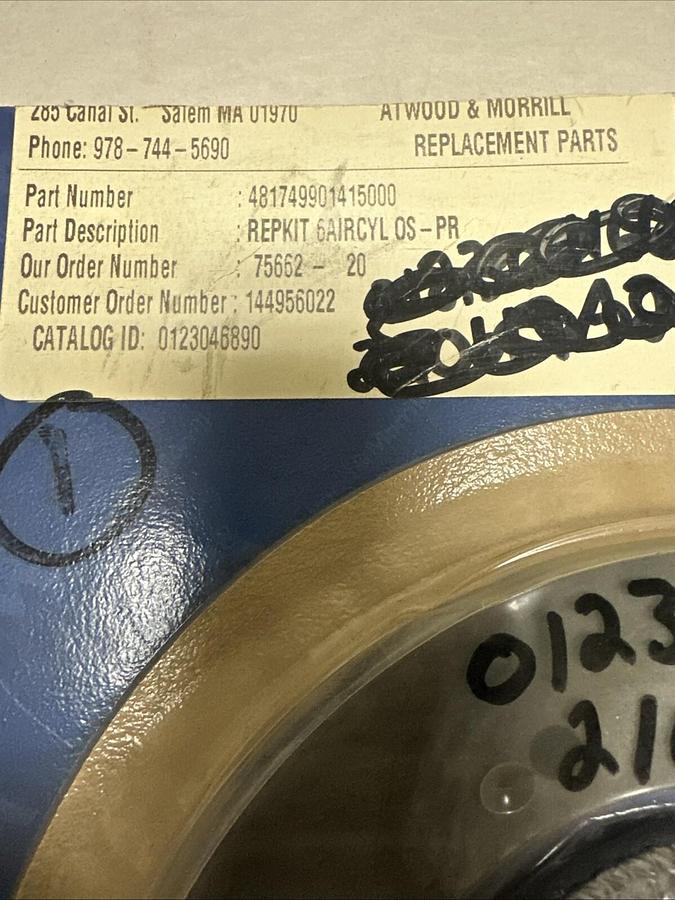 285 Canal St. Salem MA 01970 ATWOOD & MORRILL
Phone: 978-744-5690 REPLACEMENT PARTS
Part Number : 481749901415000
Part Description : REPKIT 6AIRCYL OS-PR
Our Order Number : 75662 - 20
Customer Order Number : 144956022
CATALOG ID: 0123046890
1
0123
21